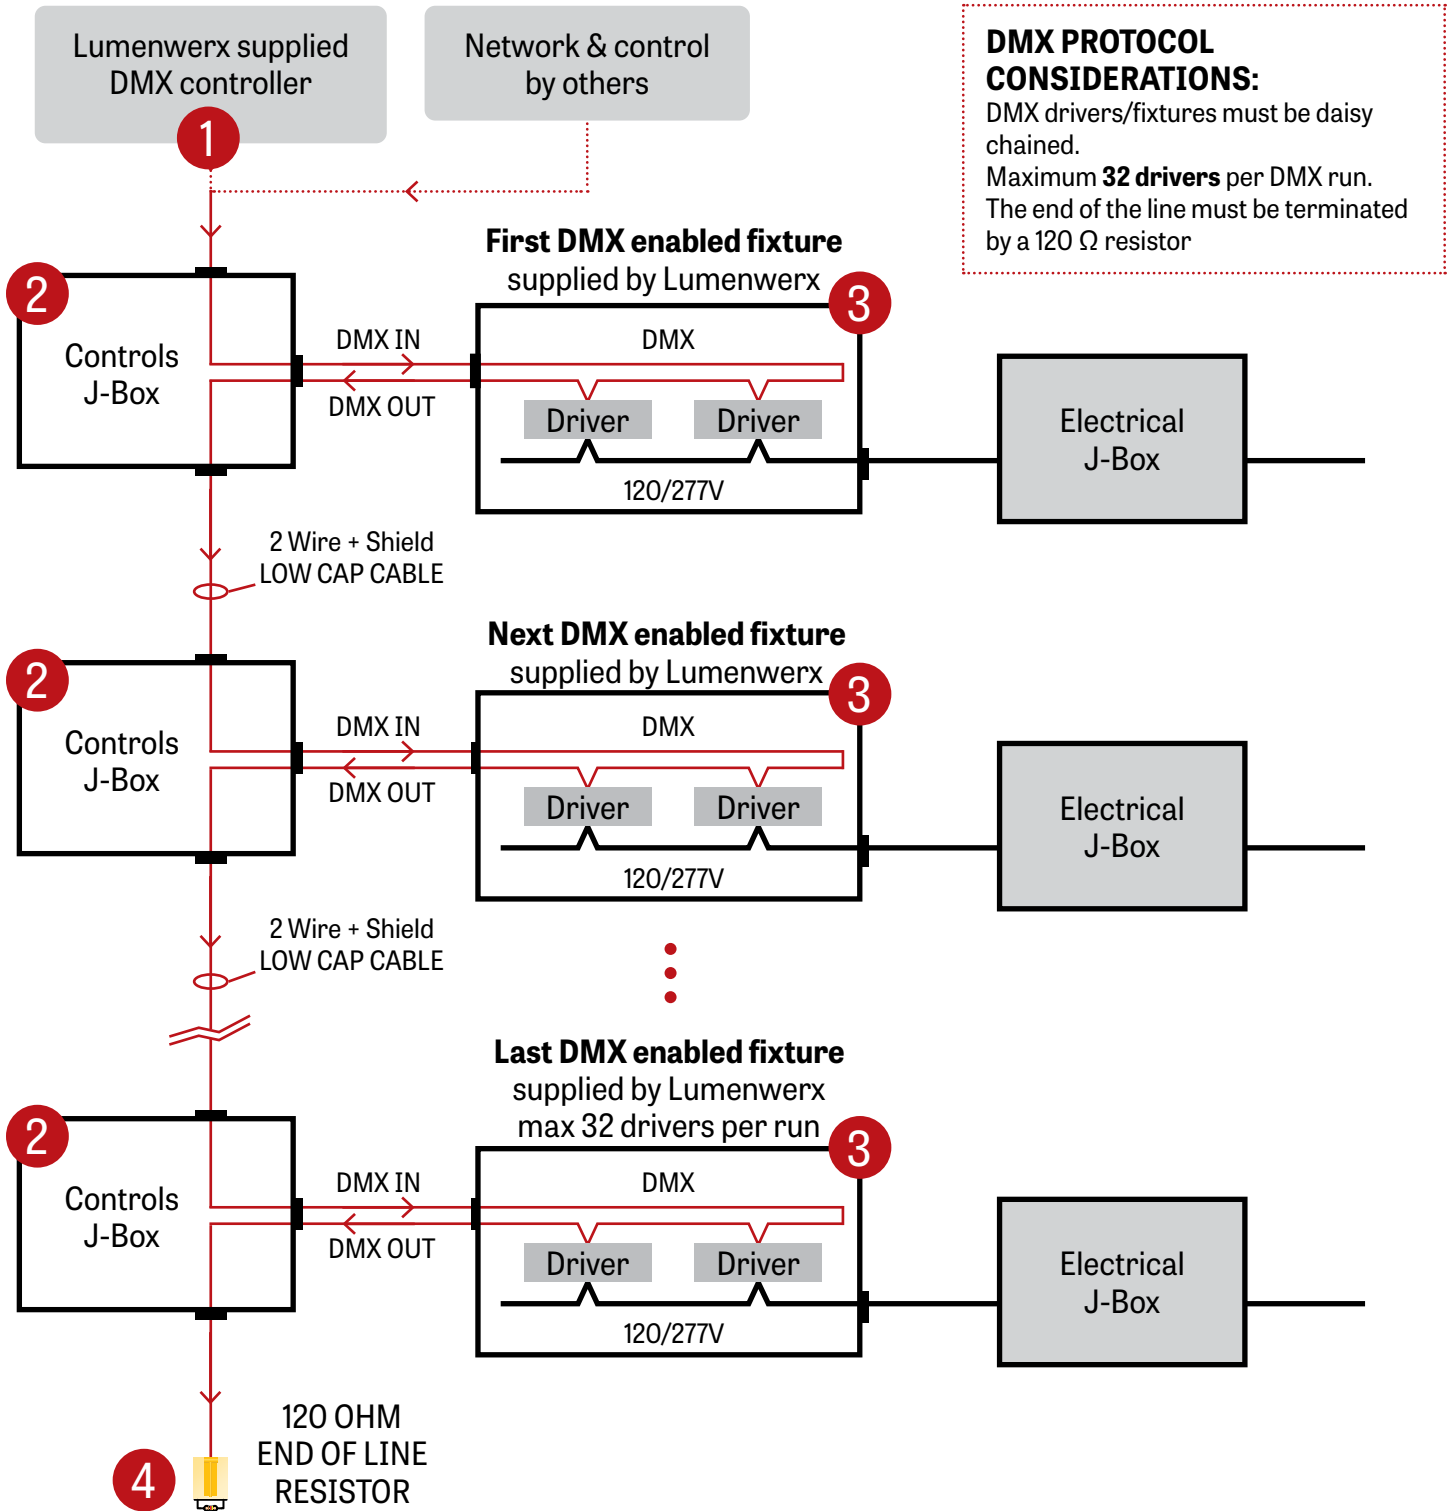 Lumenwerx supplied
DMX controller
1
Network & control
by others
DMX PROTOCOL
CONSIDERATIONS:
DMX drivers/fixtures must be daisy
chained.
Maximum 32 drivers per DMX run.
The end of the line must be terminated
by a 120 Ω resistor
First DMX enabled fixture
supplied by Lumenwerx
2
Controls
J-Box
DMX IN
DMX OUT
3
DMX
Driver
Driver
120/277V
Electrical
J-Box
2 Wire + Shield
LOW CAP CABLE
Next DMX enabled fixture
supplied by Lumenwerx
2
Controls
J-Box
DMX IN
DMX OUT
3
DMX
Driver
Driver
120/277V
Electrical
J-Box
2 Wire + Shield
LOW CAP CABLE
Last DMX enabled fixture
supplied by Lumenwerx
max 32 drivers per run
2
Controls
J-Box
DMX IN
DMX OUT
3
DMX
Driver
Driver
120/277V
Electrical
J-Box
4
120 OHM
END OF LINE
RESISTOR